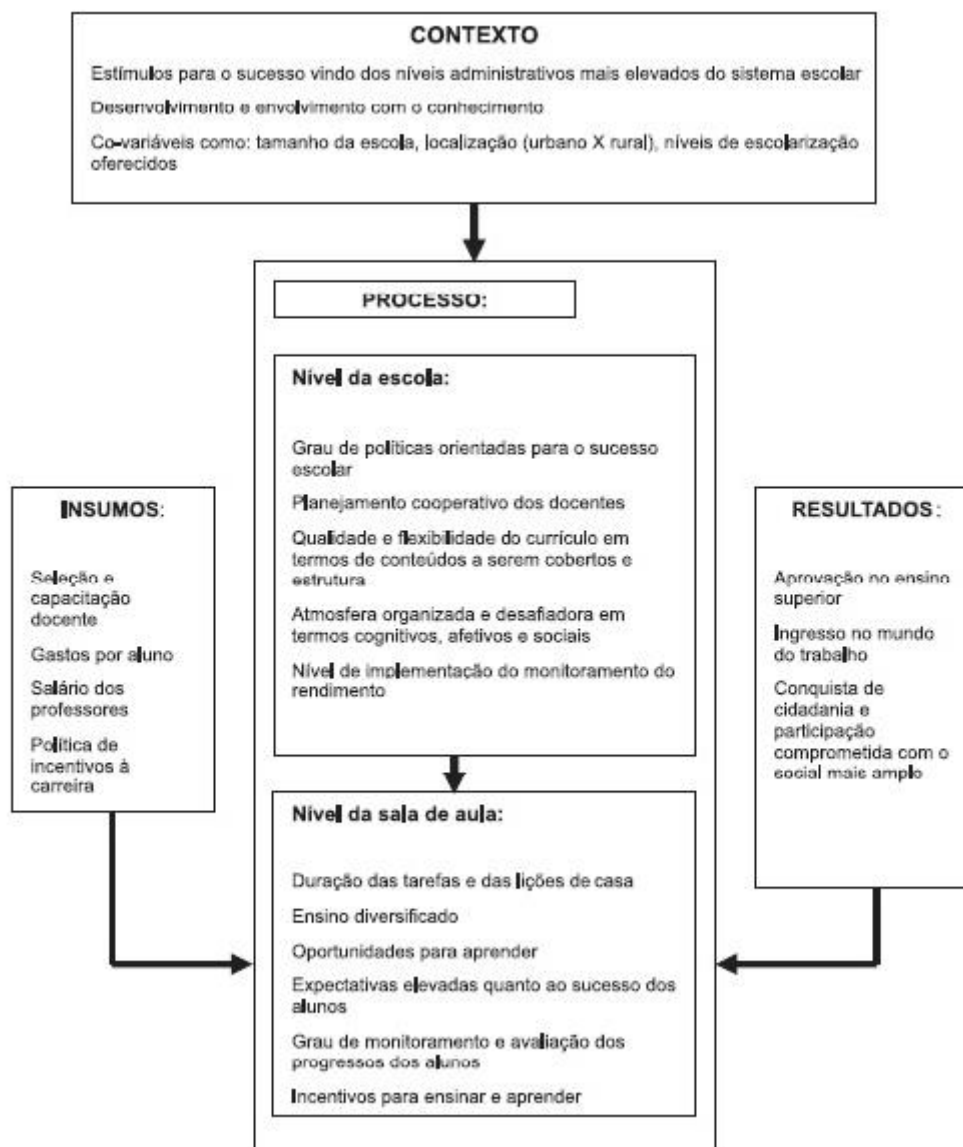 CONTEXTO
Estímulos para o sucesso vindo dos níveis administrativos mais elevados do sistema escolar
Desenvolvimento e envolvimento com o conhecimento
Co-variáveis como: tamanho da escola, localização (urbano X rural), níveis de escolarização
oferecidos
PROCESSO:
Nível da escola:
Grau de políticas orientadas para o sucesso
escolar
Planejamento cooperativo dos docentes
Qualidade e flexibilidade do currículo em
termos de conteúdos a serem cobertos e
estrutura
Atmosfera organizada e desafiadora em
termos cognitivos, afetivos e sociais
Nível de implementação do monitoramento do
rendimento
INSUMOS:
Seleção e
capacitação
docente
Gastos por aluno
Salário dos
professores
Política de
incentivos à
carreira
RESULTADOS:
Aprovação no ensino
superior
Ingresso no mundo
do trabalho
Conquista de
cidadania e
participação
comprometida com o
social mais amplo
Nível da sala de aula:
Duração das tarefas e das lições de casa
Ensino diversificado
Oportunidades para aprender
Expectativas elevadas quanto ao sucesso dos
alunos
Grau de monitoramento e avaliação dos
progressos dos alunos
Incentivos para ensinar e aprender